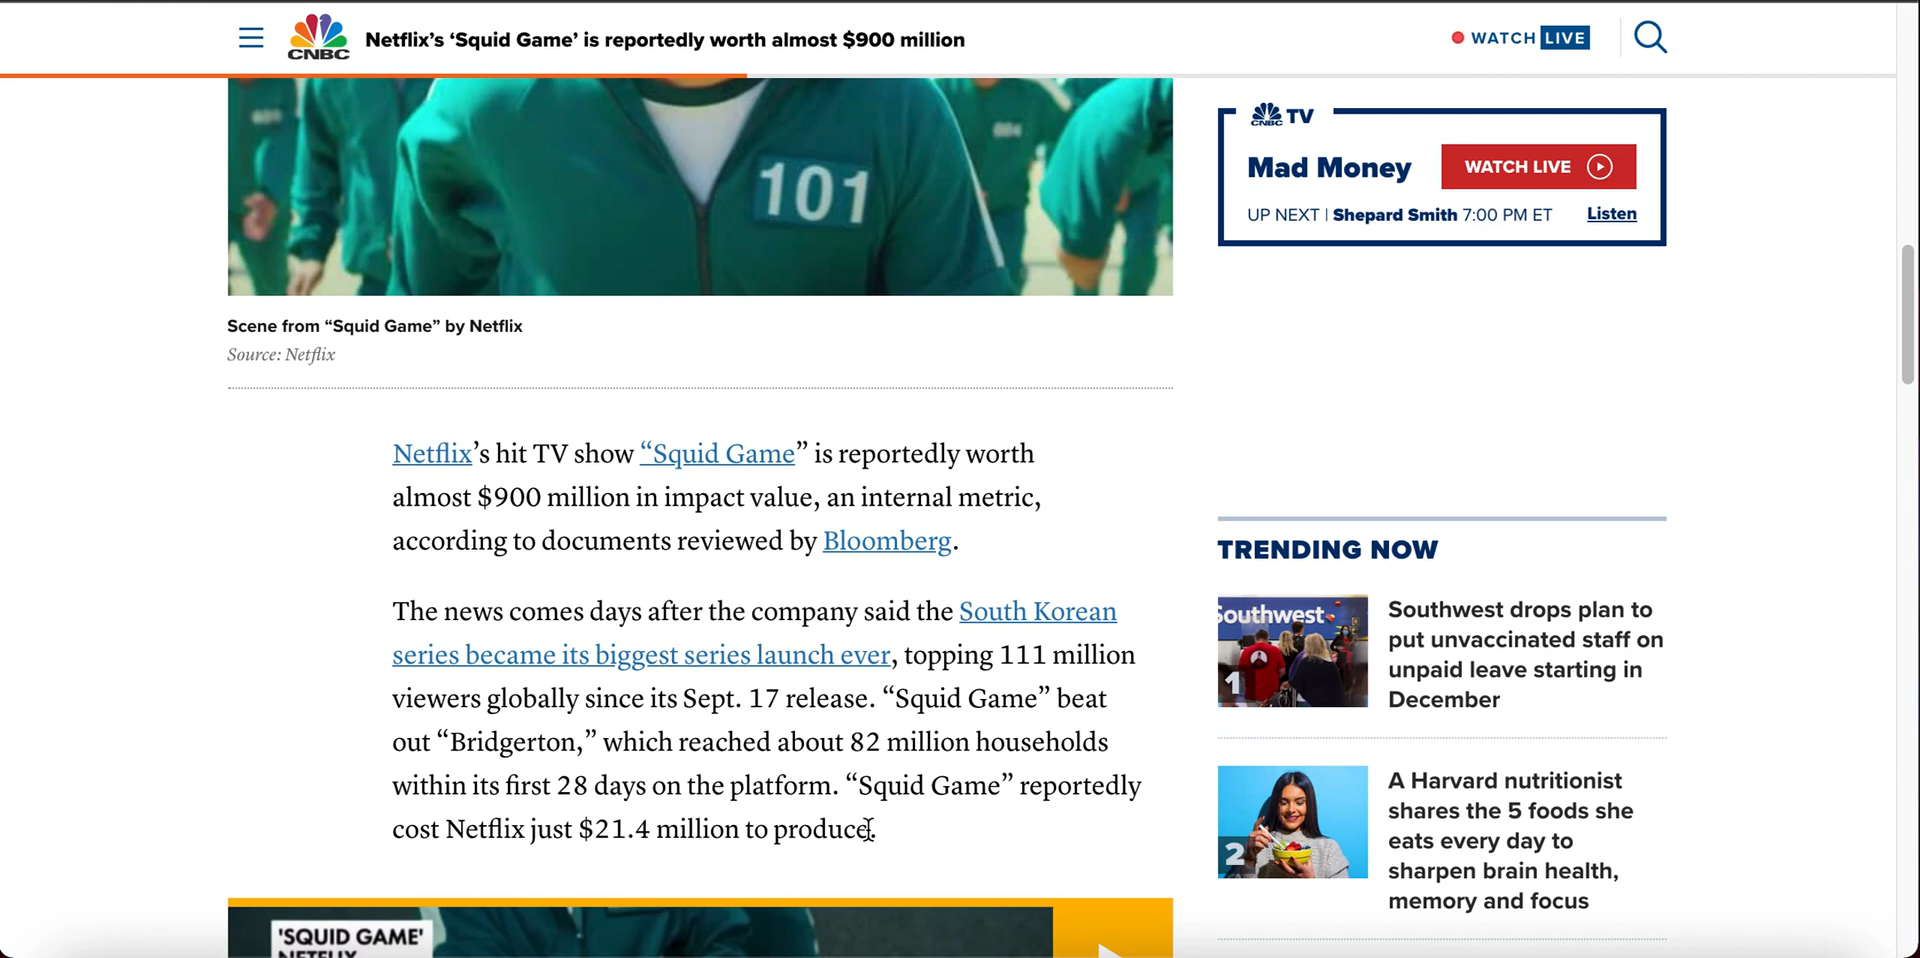 CNBC
Netflix’s ‘Squid Game’ is reportedly worth almost $900 million
WATCH LIVE
101
Scene from “Squid Game” by Netflix
Source: Netflix
Netflix’s hit TV show “Squid Game” is reportedly worth
almost $900 million in impact value, an internal metric,
according to documents reviewed by Bloomberg.
The news comes days after the company said the South Korean
series became its biggest series launch ever, topping 111 million
viewers globally since its Sept. 17 release. “Squid Game” beat
out “Bridgerton,” which reached about 82 million households
within its first 28 days on the platform. “Squid Game” reportedly
cost Netflix just $21.4 million to produce.
'SQUID GAME'
NETFLIX
CNBC TV
Mad Money
WATCH LIVE
UP NEXT | Shepard Smith 7:00 PM ET
Listen
TRENDING NOW
Southwest
1
Southwest drops plan to
put unvaccinated staff on
unpaid leave starting in
December
2
A Harvard nutritionist
shares the 5 foods she
eats every day to
sharpen brain health,
memory and focus